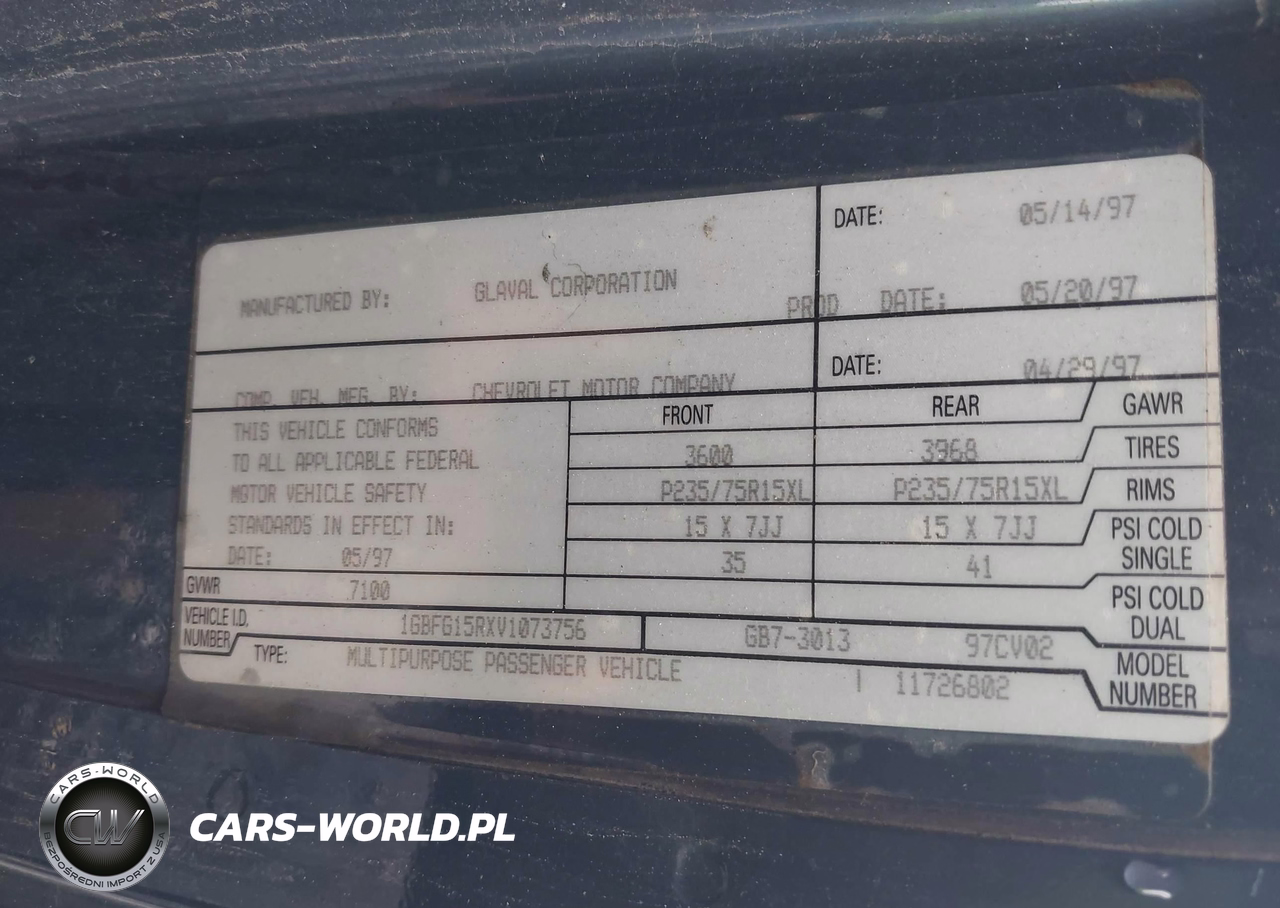 DATE: 05/14/97
MANUFACTURED BY: GLAVAL CORPORATION
PROD DATE: 05/20/97
COMP. VEH. MFG. BY: CHEVROLET MOTOR COMPANY
DATE: 04/29/97
THIS VEHICLE CONFORMS
TO ALL APPLICABLE FEDERAL
MOTOR VEHICLE SAFETY
STANDARDS IN EFFECT IN:
DATE: 05/97
FRONT REAR GAWR
3600 3968 TIRES
P235/75R15XL P235/75R15XL RIMS
15 X 7JJ 15 X 7JJ PSI COLD SINGLE
35 41
PSI COLD DUAL
GVWR 7100
VEHICLE I.D. NUMBER 1GBFG15RXV1073756 GB7-3013 97CV02
MODEL NUMBER
TYPE: MULTIPURPOSE PASSENGER VEHICLE 11726802
CARS-WORLD
CW
BEZPOŚREDNI IMPORT Z USA
CARS-WORLD.PL